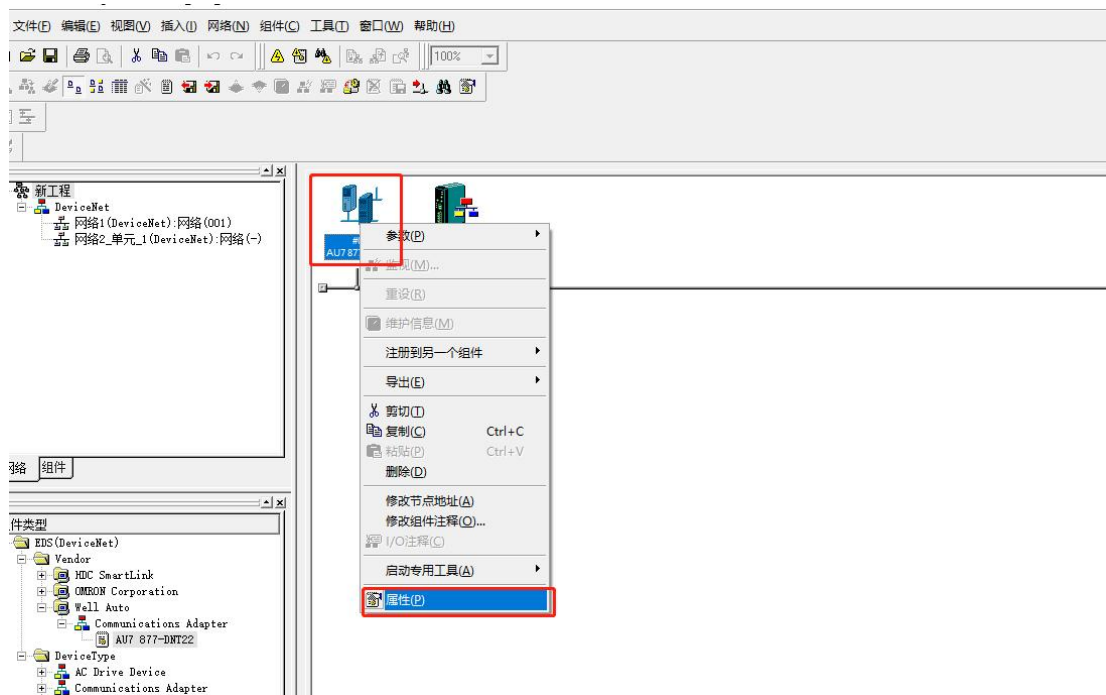 文件(F) 编辑(E) 视图(V) 插入(I) 网络(N) 组件(C) 工具(T) 窗口(W) 帮助(H)
100%
新工程
DeviceNet
网络1(DeviceNet):网络(001)
网络2_单元_1(DeviceNet):网络(-)
AU7 87
参数(P)
监视(M)...
重设(R)
维护信息(M)
注册到另一个组件
导出(E)
剪切(T)
复制(C) Ctrl+C
粘贴(P) Ctrl+V
删除(D)
修改节点地址(A)
修改组件注释(O)...
I/O注释(C)
启动专用工具(A)
属性(P)
网络 组件
件类型
EDS(DeviceNet)
Vendor
HDC SmartLink
OMRON Corporation
Well Auto
Communications Adapter
AU7 877-DNT22
DeviceType
AC Drive Device
Communications Adapter